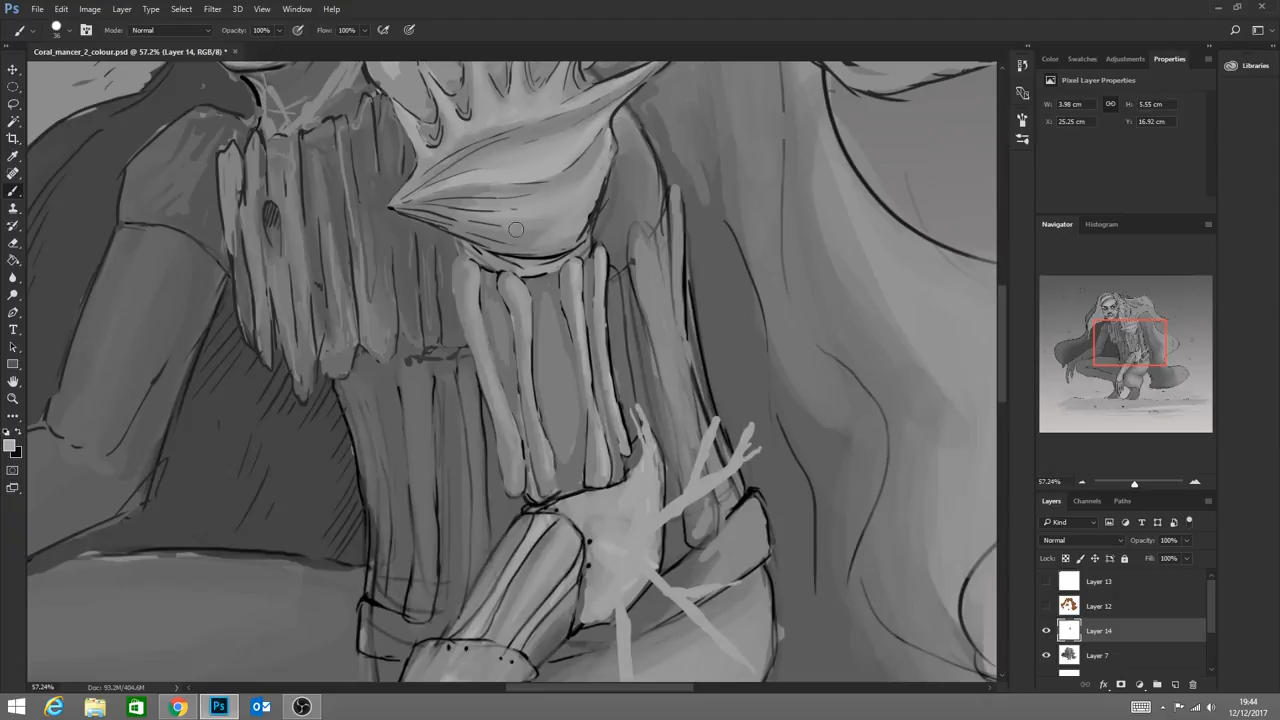 Ps File Edit Image Layer Type Select Filter 3D View Window Help
36 Mode: Normal Opacity: 100% Flow: 100%
Coral_mancer_2_colour.psd @ 57.2% (Layer 14, RGB/8) * ×
Color Swatches Adjustments Properties
Libraries
Pixel Layer Properties
W: 3.98 cm H: 5.55 cm
X: 25.25 cm Y: 16.92 cm
Navigator Histogram
57.24%
Layers Channels Paths
Kind
Normal Opacity: 100%
Lock: Fill: 100%
Layer 13
Layer 12
Layer 14
Layer 7
57.24% Doc: 93.2M/404.6M
Ps
19:44
12/12/2017